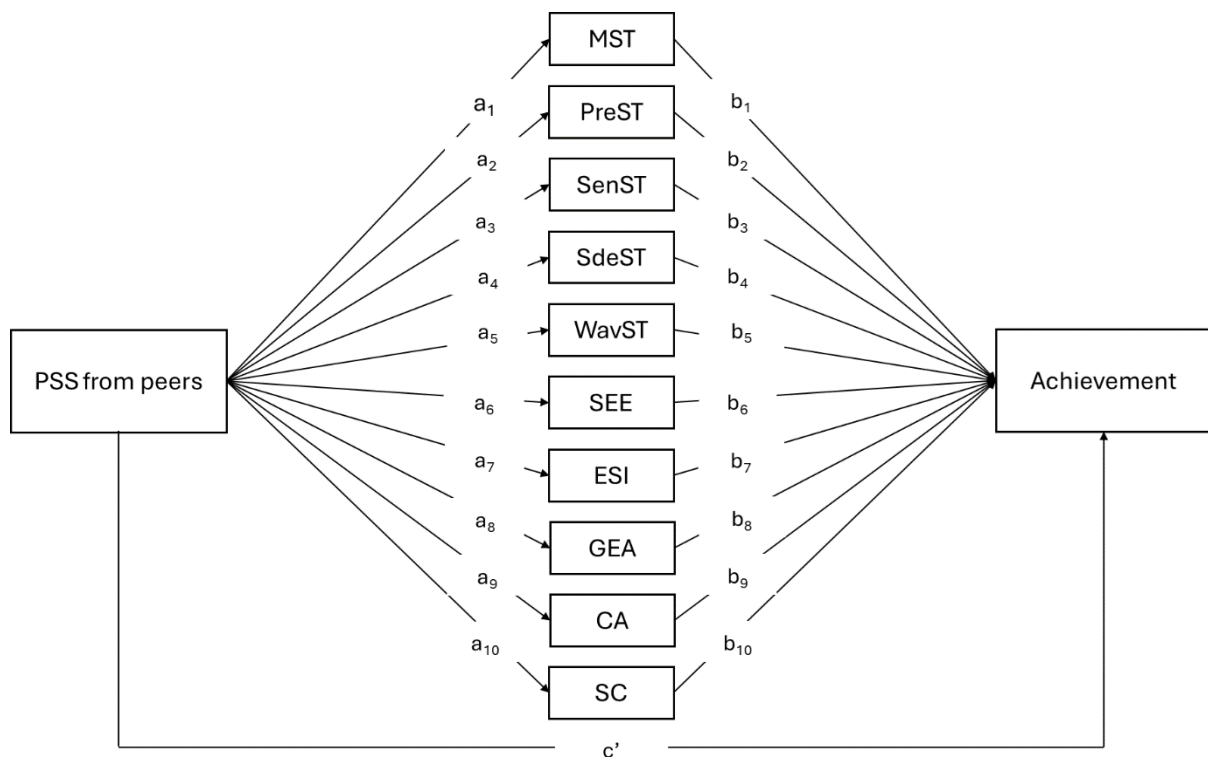 MST
a₁
b₁
PreST
a₂
b₂
SenST
a₃
b₃
SdeST
a₄
b₄
WavST
a₅
b₅
PSS from peers
Achievement
SEE
a₆
b₆
ESI
a₇
b₇
GEA
a₈
b₈
CA
a₉
b₉
SC
a₁₀
b₁₀
c’